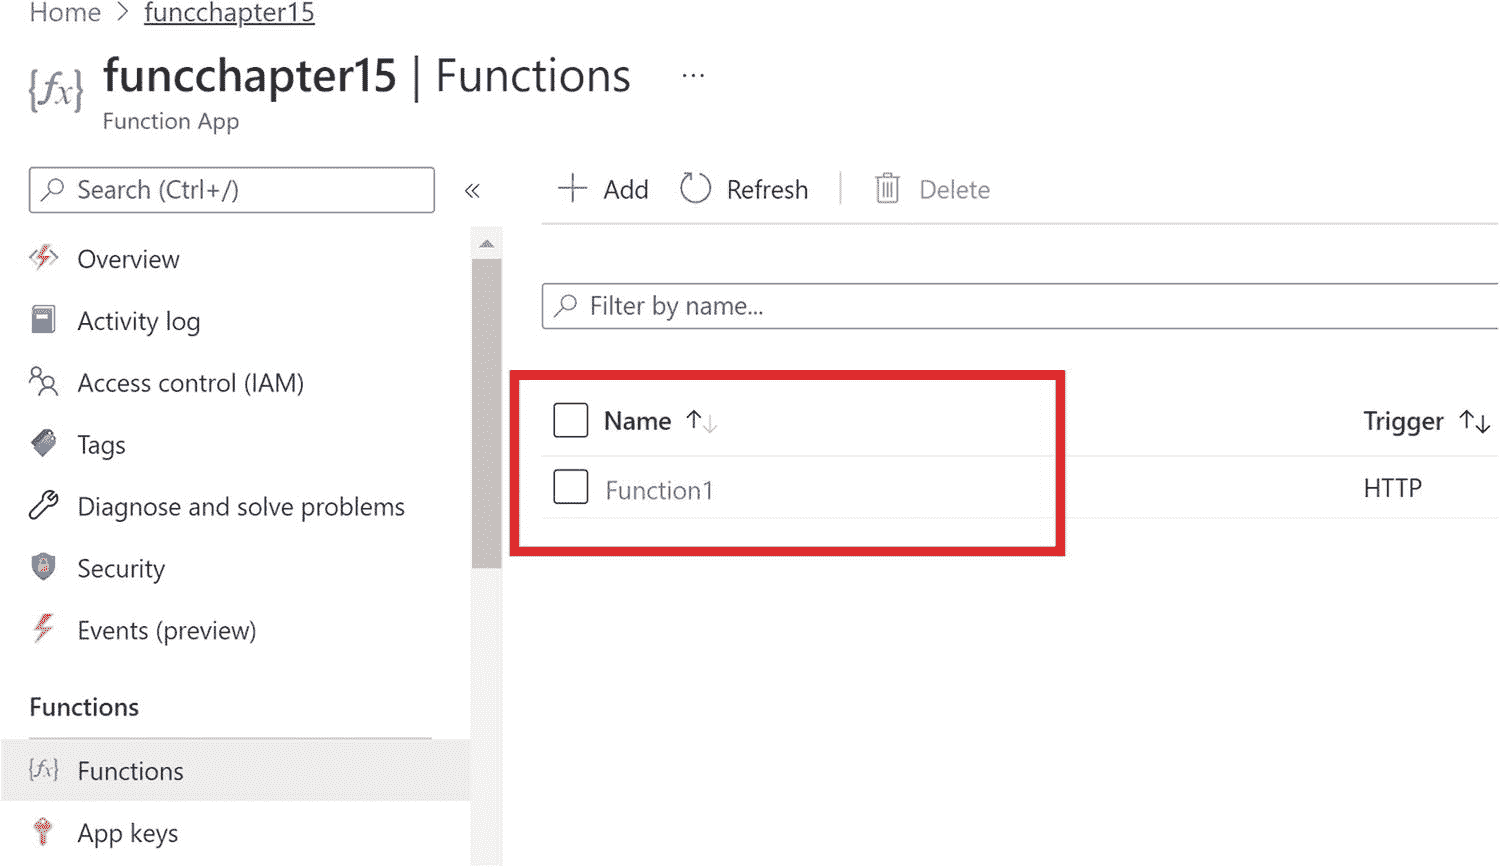 Home > funcchapter15
{fx} funcchapter15 | Functions ...
Function App
Search (Ctrl+/)
«
Overview
Activity log
Access control (IAM)
Tags
Diagnose and solve problems
Security
Events (preview)
Functions
{fx} Functions
App keys
+ Add Refresh | Delete
Filter by name...
Name ↑↓ Trigger ↑↓
Function1 HTTP